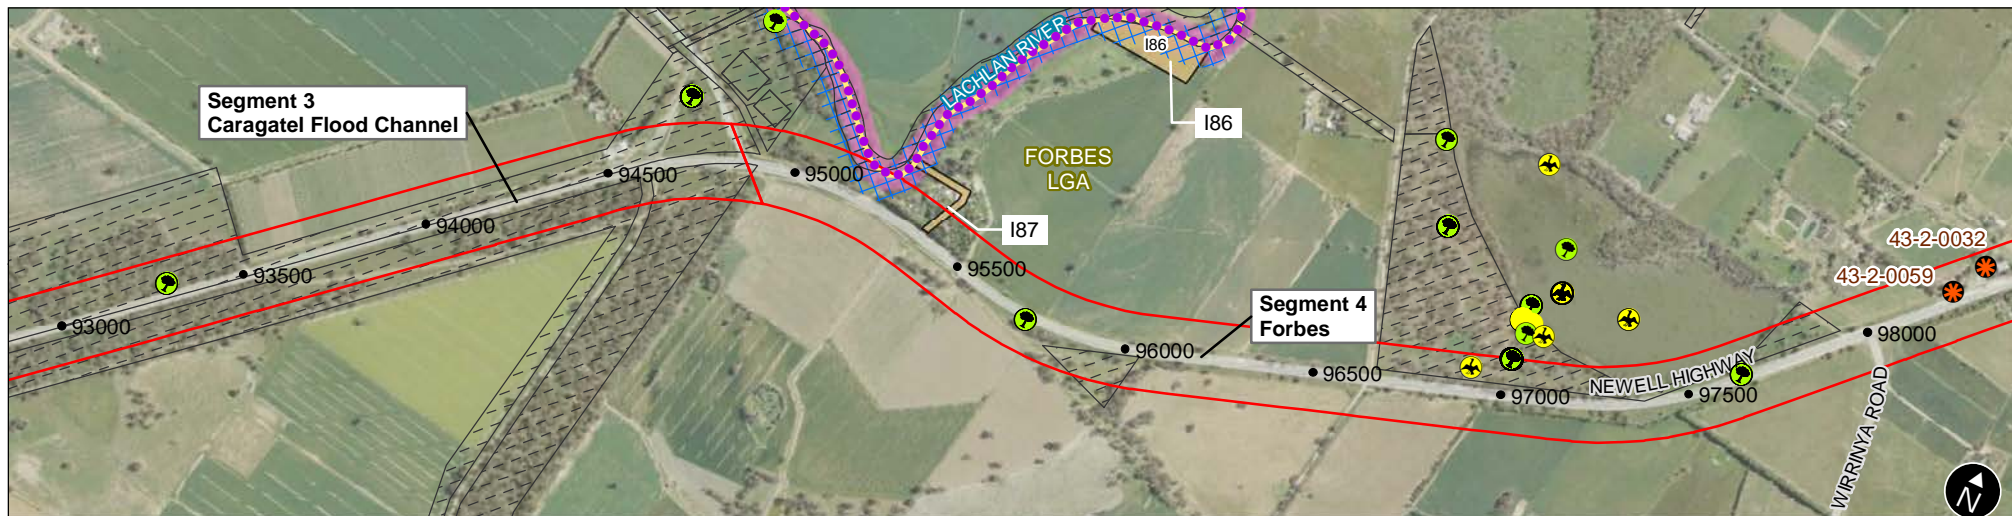 LACHLAN RIVER
I86
Segment 3
Caragatel Flood Channel
I86
FORBES
LGA
94500
95000
94000
I87
43-2-0032
93500
95500
43-2-0059
Segment 4
Forbes
93000
96000
98000
NEWELL HIGHWAY
96500
97000
97500
WIRRINYA ROAD
N